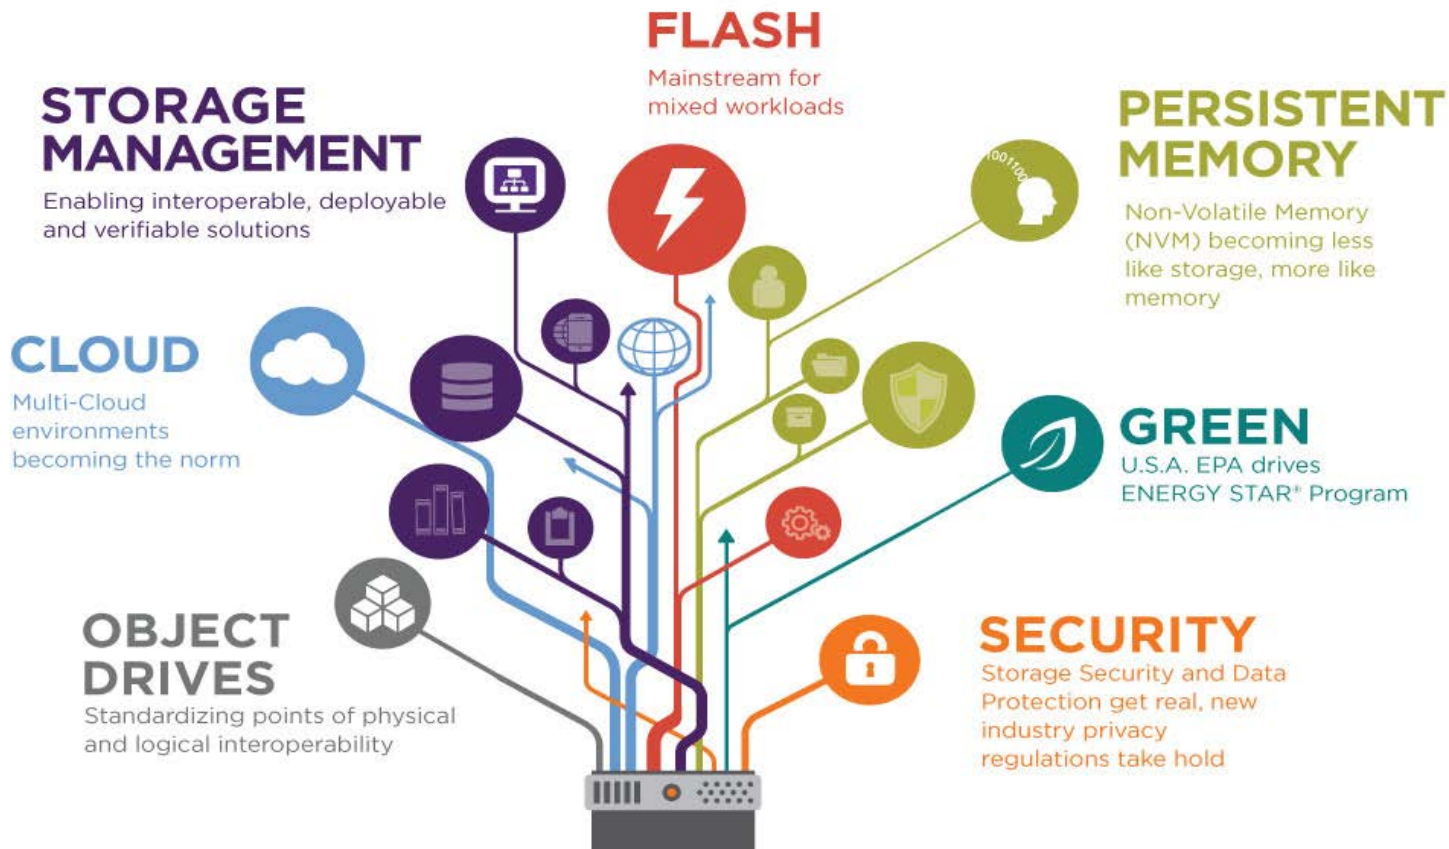 FLASH
Mainstream for
mixed workloads
STORAGE
MANAGEMENT
Enabling interoperable, deployable
and verifiable solutions
PERSISTENT
MEMORY
Non-Volatile Memory
(NVM) becoming less
like storage, more like
memory
1001100
CLOUD
Multi-Cloud
environments
becoming the norm
GREEN
U.S.A. EPA drives
ENERGY STAR® Program
OBJECT
DRIVES
Standardizing points of physical
and logical interoperability
SECURITY
Storage Security and Data
Protection get real, new
industry privacy
regulations take hold